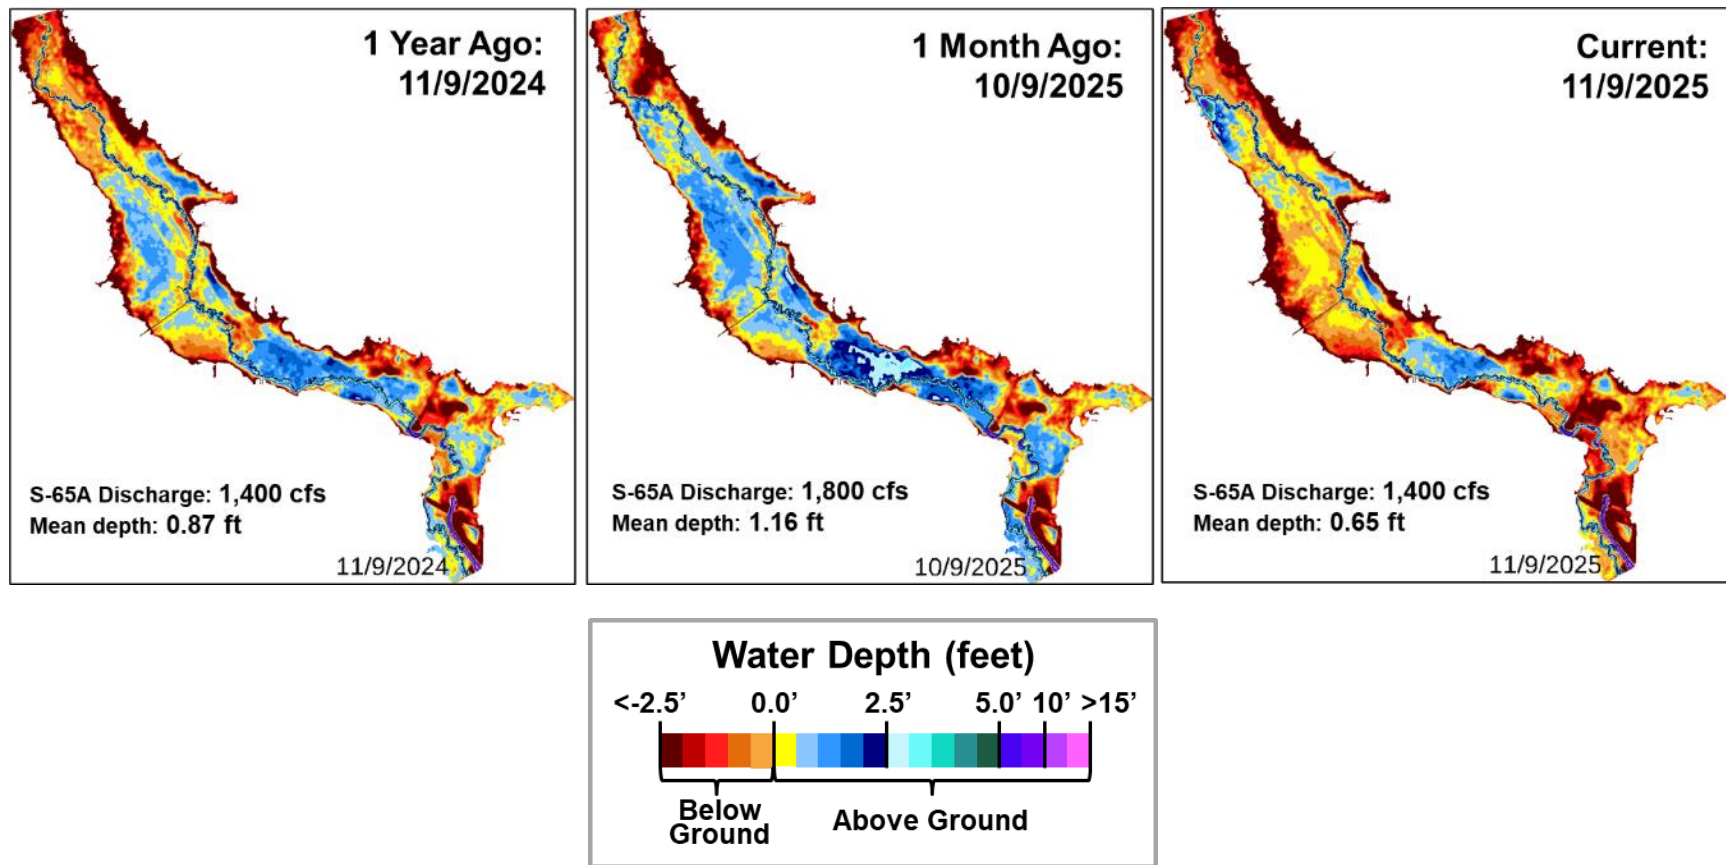 1 Year Ago:
11/9/2024
S-65A Discharge: 1,400 cfs
Mean depth: 0.87 ft
11/9/2024
1 Month Ago:
10/9/2025
S-65A Discharge: 1,800 cfs
Mean depth: 1.16 ft
10/9/2025
Current:
11/9/2025
S-65A Discharge: 1,400 cfs
Mean depth: 0.65 ft
11/9/2025
Water Depth (feet)
<-2.5’ 0.0’ 2.5’ 5.0’ 10’ >15’
Below
Ground
Above Ground